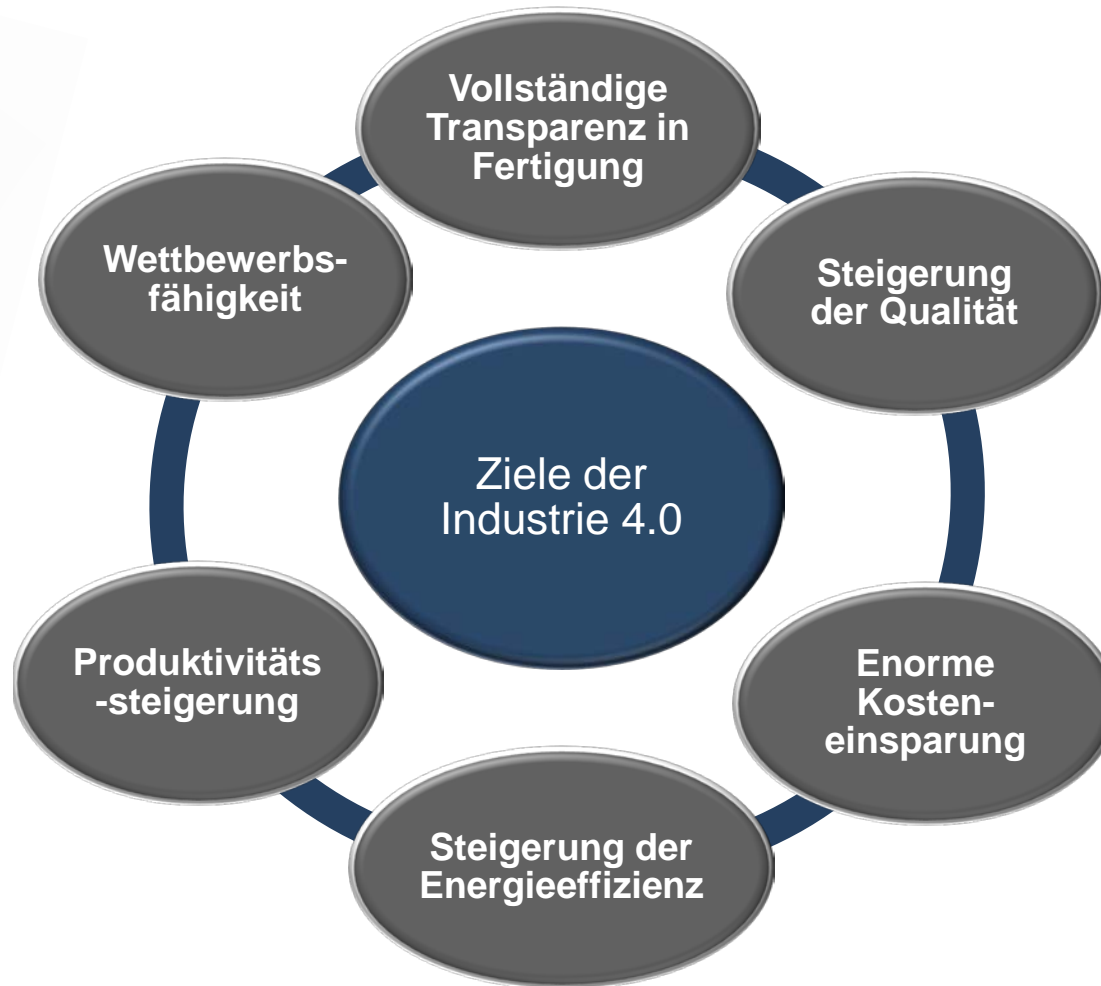 Vollständige
Transparenz in
Fertigung
Steigerung
der Qualität
Enorme
Kosten-
einsparung
Steigerung der
Energieeffizienz
Produktivitäts
-steigerung
Wettbewerbs-
fähigkeit
Ziele der
Industrie 4.0